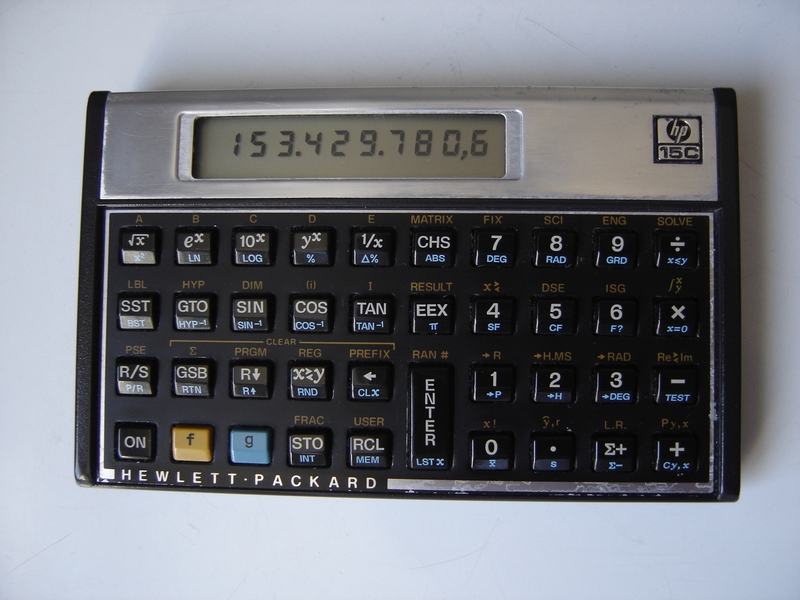 153.429.780,6
hp
15C
A B C D E MATRIX FIX SCI ENG SOLVE
√x eˣ 10ˣ yˣ 1/x CHS 7 8 9 ÷
x² LN LOG % Δ% ABS DEG RAD GRD x≤y
LBL HYP DIM (i) I RESULT x≷ DSE ISG ∫xy
SST GTO SIN COS TAN EEX 4 5 6 ×
BST HYP⁻¹ SIN⁻¹ COS⁻¹ TAN⁻¹ π SF CF F? x=0
CLEAR
PSE Σ PRGM REG PREFIX RAN # →R →H.MS →RAD Re≷Im
R/S GSB R↓ x≷y ← ENTER 1 2 3 −
P/R RTN R↑ RND CLx →P →H →DEG TEST
FRAC USER x! ŷ,r L.R. Py,x
ON f g STO RCL 0 · Σ+ +
INT MEM LST x x̄ s Σ− Cy,x
HEWLETT·PACKARD